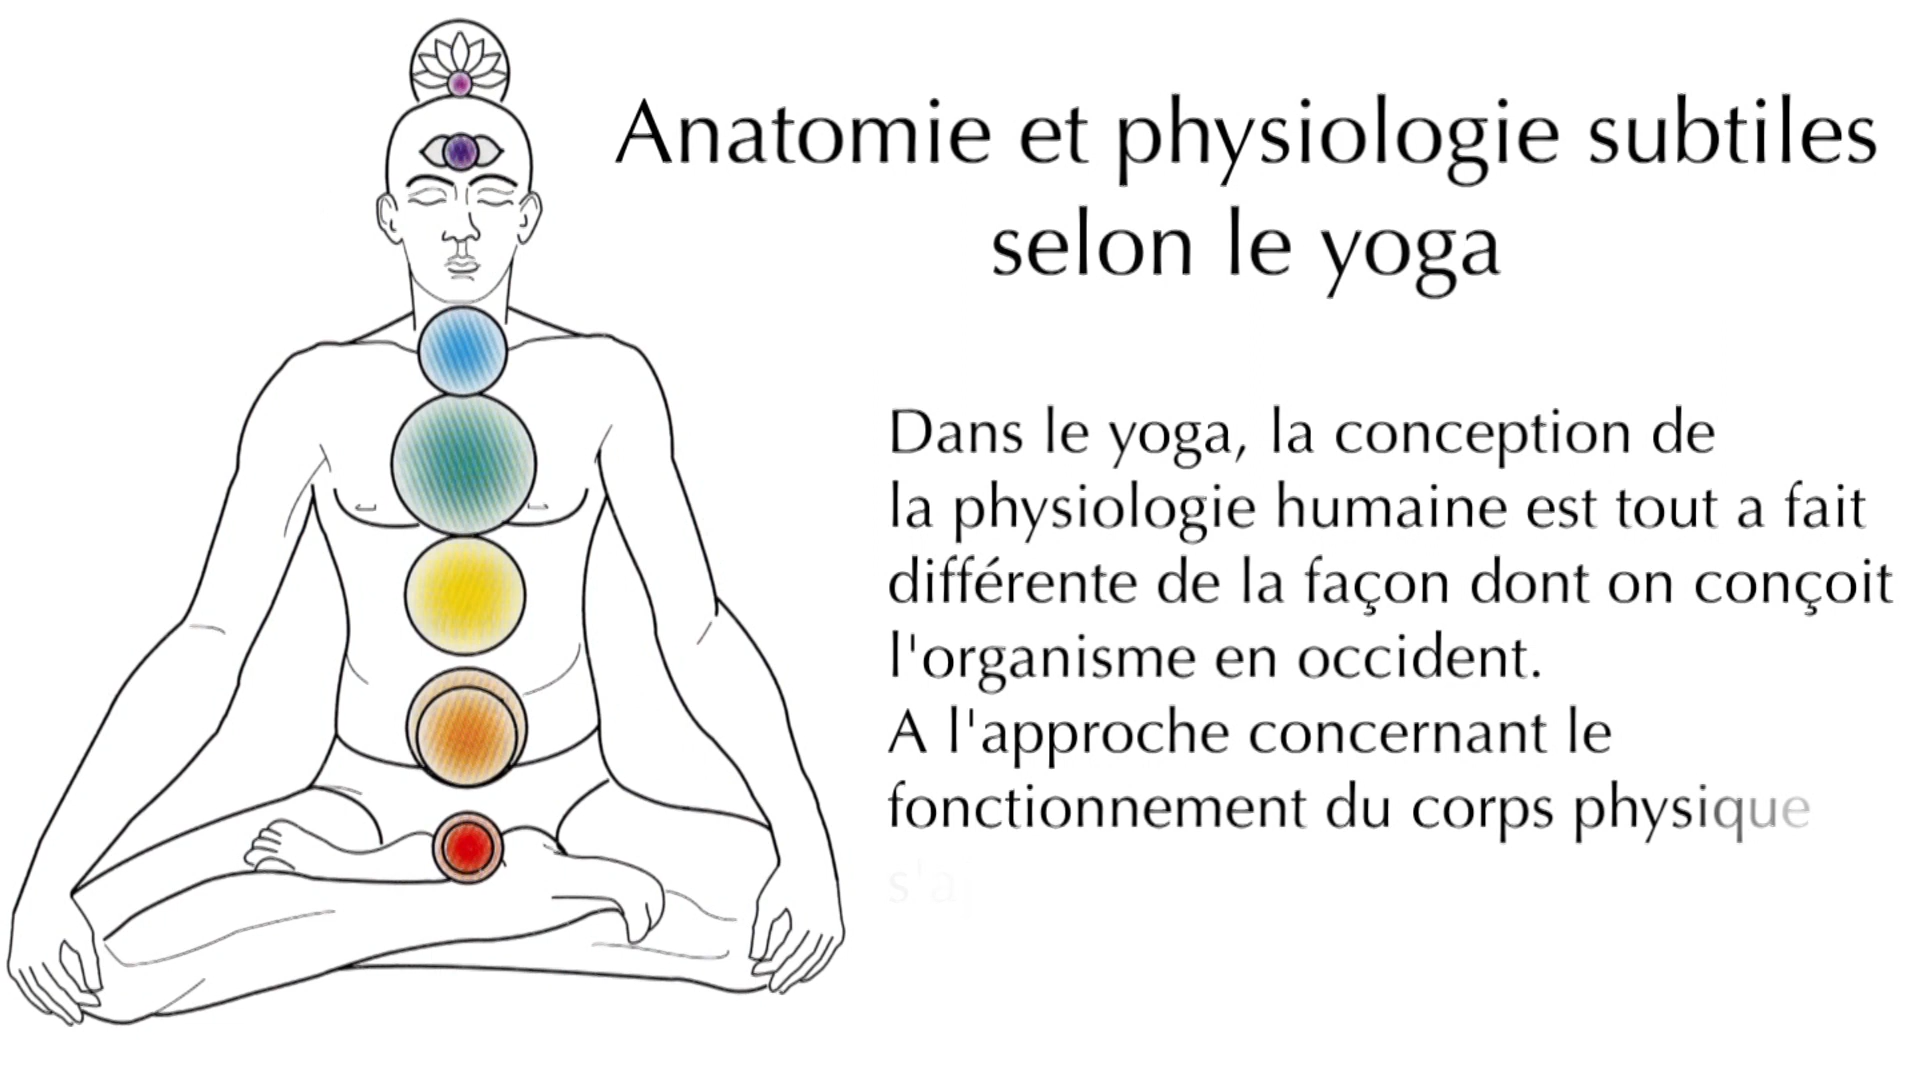 Anatomie et physiologie subtiles
selon le yoga
Dans le yoga, la conception de
la physiologie humaine est tout a fait
différente de la façon dont on conçoit
l'organisme en occident.
A l'approche concernant le
fonctionnement du corps physique